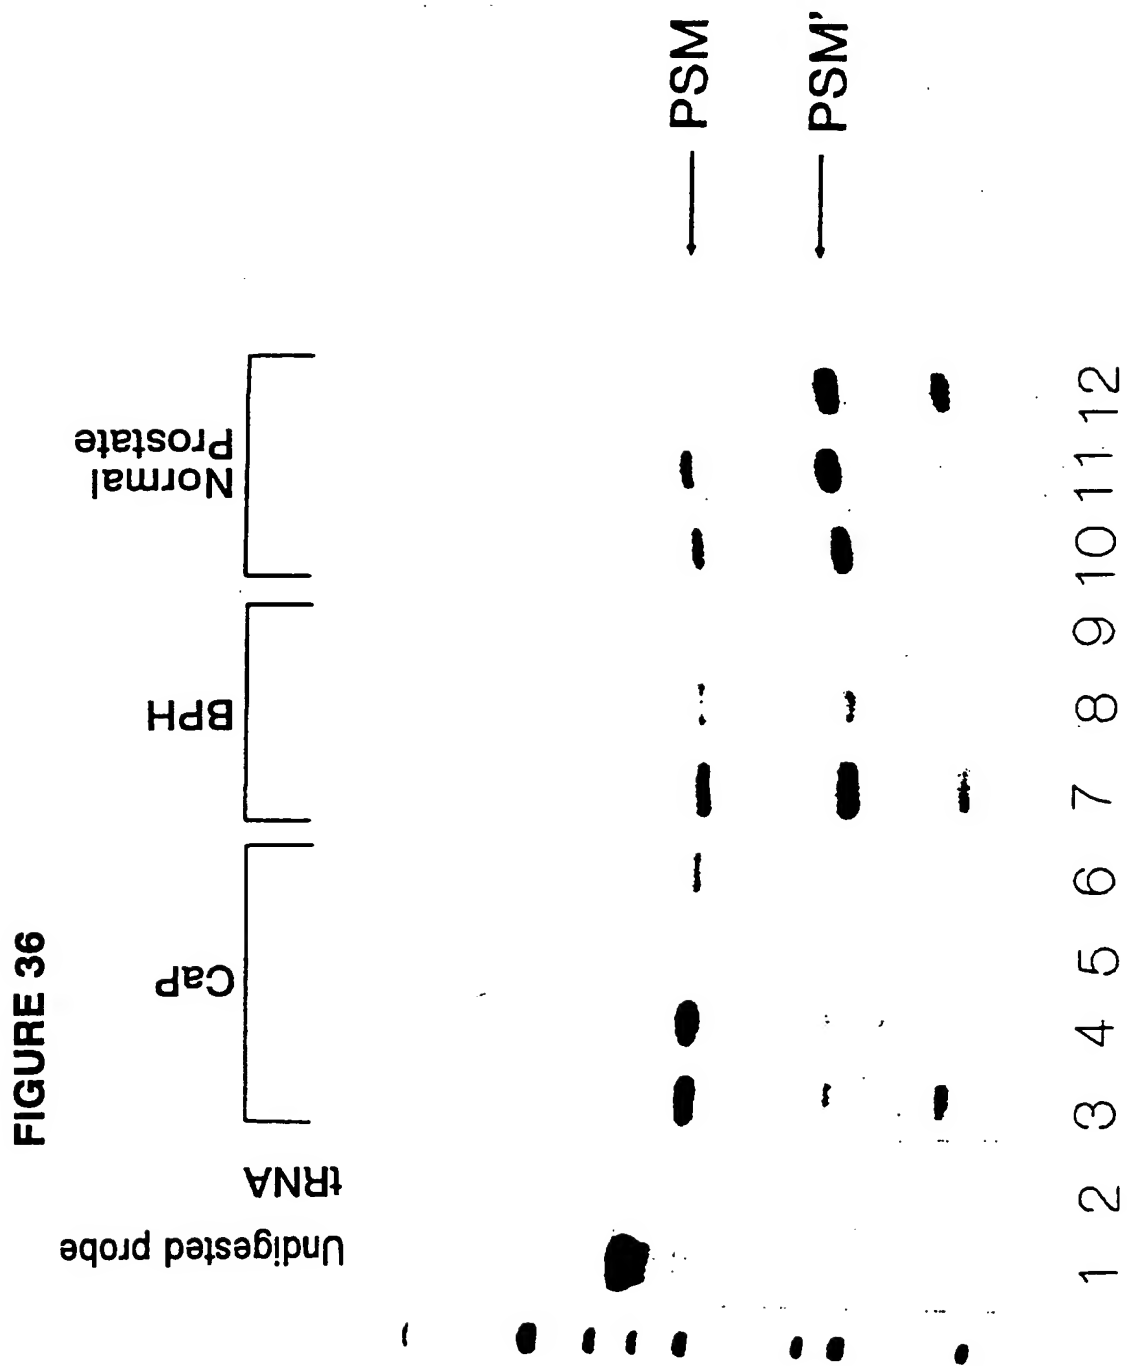 FIGURE 36
Undigested probe
tRNA
CaP
BPH
Normal
Prostate
PSM
PSM'
1 2 3 4 5 6 7 8 9 10 11 12